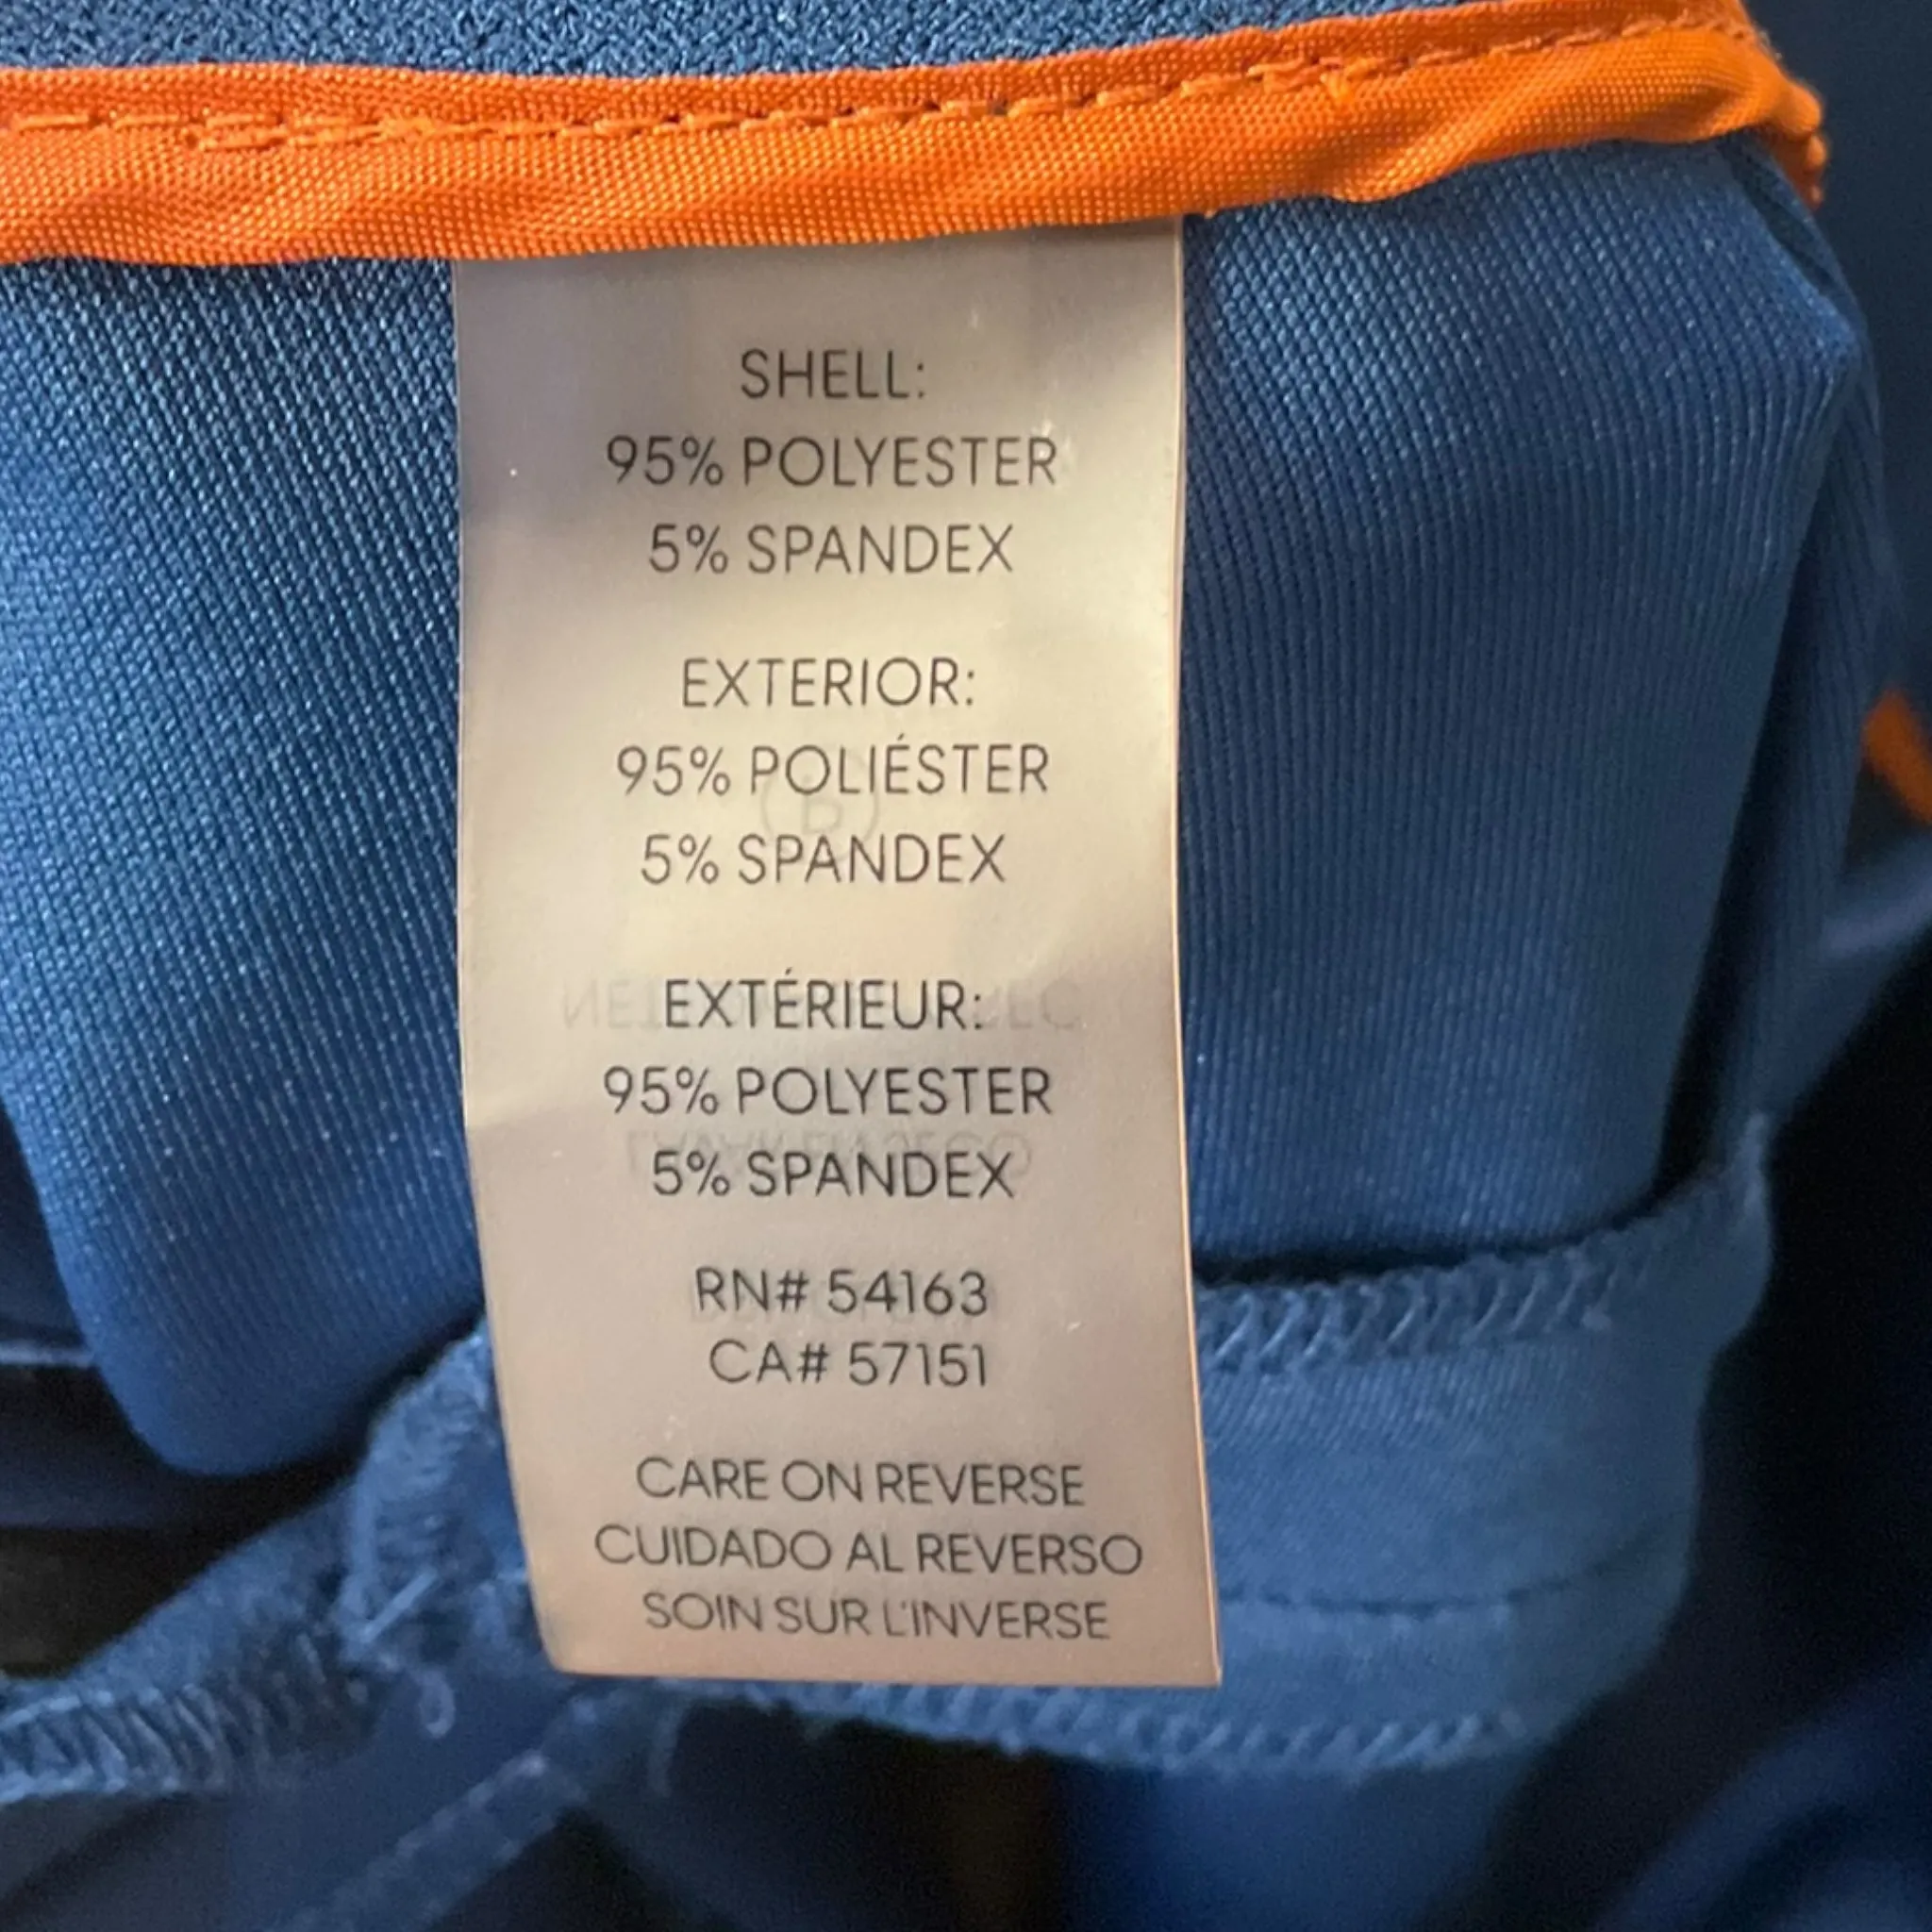 SHELL:
95% POLYESTER
5% SPANDEX
EXTERIOR:
95% POLIÉSTER
5% SPANDEX
EXTÉRIEUR:
95% POLYESTER
5% SPANDEX
RN# 54163
CA# 57151
CARE ON REVERSE
CUIDADO AL REVERSO
SOIN SUR L'INVERSE